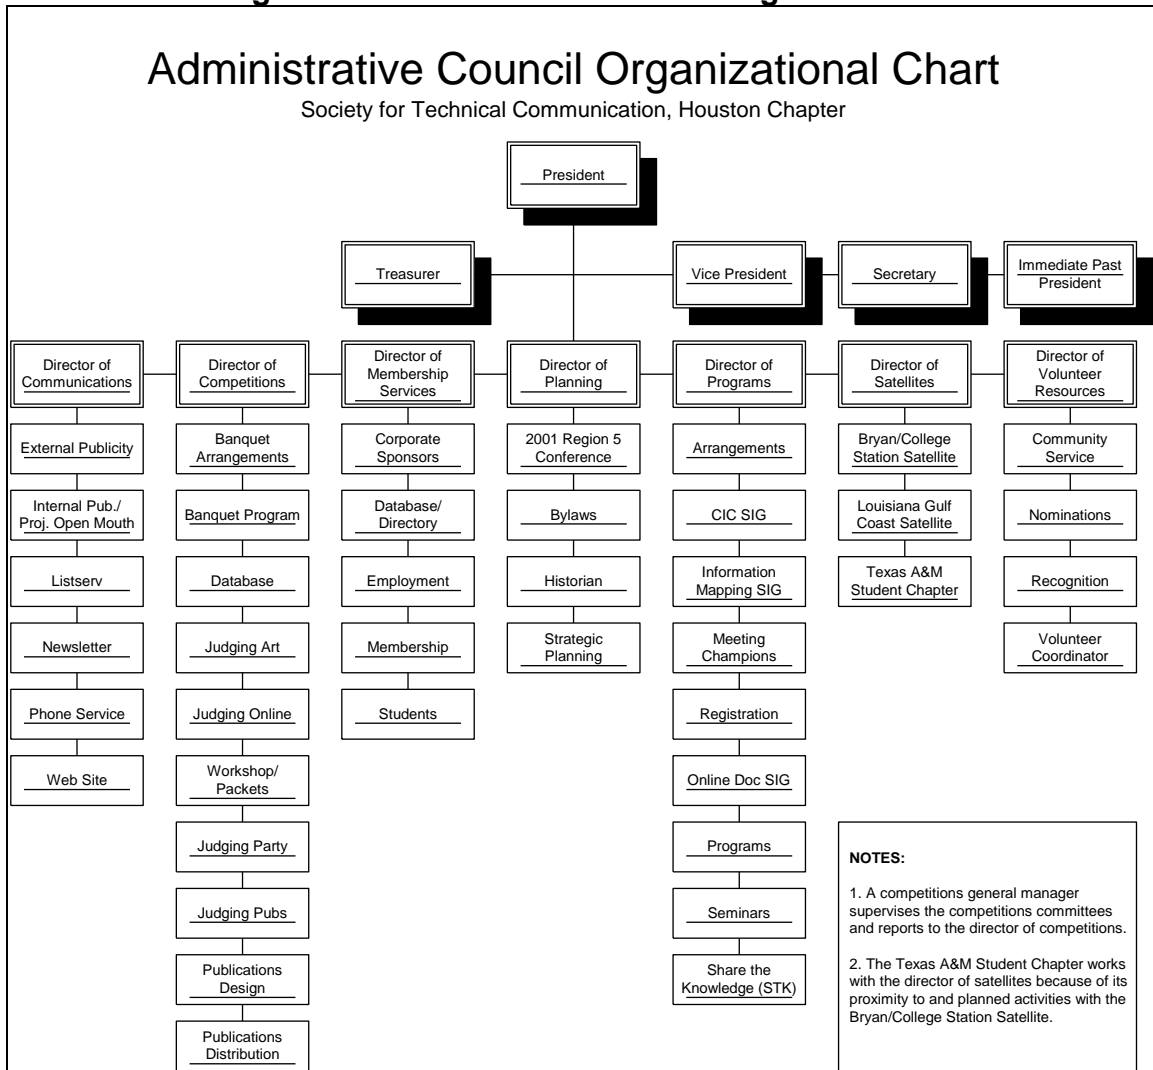 Administrative Council Organizational Chart
Society for Technical Communication, Houston Chapter
President
Treasurer
Vice President
Secretary
Immediate Past
President
Director of
Communications
Director of
Competitions
Director of
Membership
Services
Director of
Planning
Director of
Programs
Director of
Satellites
Director of
Volunteer
Resources
External Publicity
Internal Pub./
Proj. Open Mouth
Listserv
Newsletter
Phone Service
Web Site
Banquet
Arrangements
Banquet Program
Database
Judging Art
Judging Online
Workshop/
Packets
Judging Party
Judging Pubs
Publications
Design
Publications
Distribution
Corporate
Sponsors
Database/
Directory
Employment
Membership
Students
2001 Region 5
Conference
Bylaws
Historian
Strategic
Planning
Arrangements
CIC SIG
Information
Mapping SIG
Meeting
Champions
Registration
Online Doc SIG
Programs
Seminars
Share the
Knowledge (STK)
Bryan/College
Station Satellite
Louisiana Gulf
Coast Satellite
Texas A&M
Student Chapter
Community
Service
Nominations
Recognition
Volunteer
Coordinator
NOTES:
1. A competitions general manager
supervises the competitions committees
and reports to the director of competitions.
2. The Texas A&M Student Chapter works
with the director of satellites because of its
proximity to and planned activities with the
Bryan/College Station Satellite.